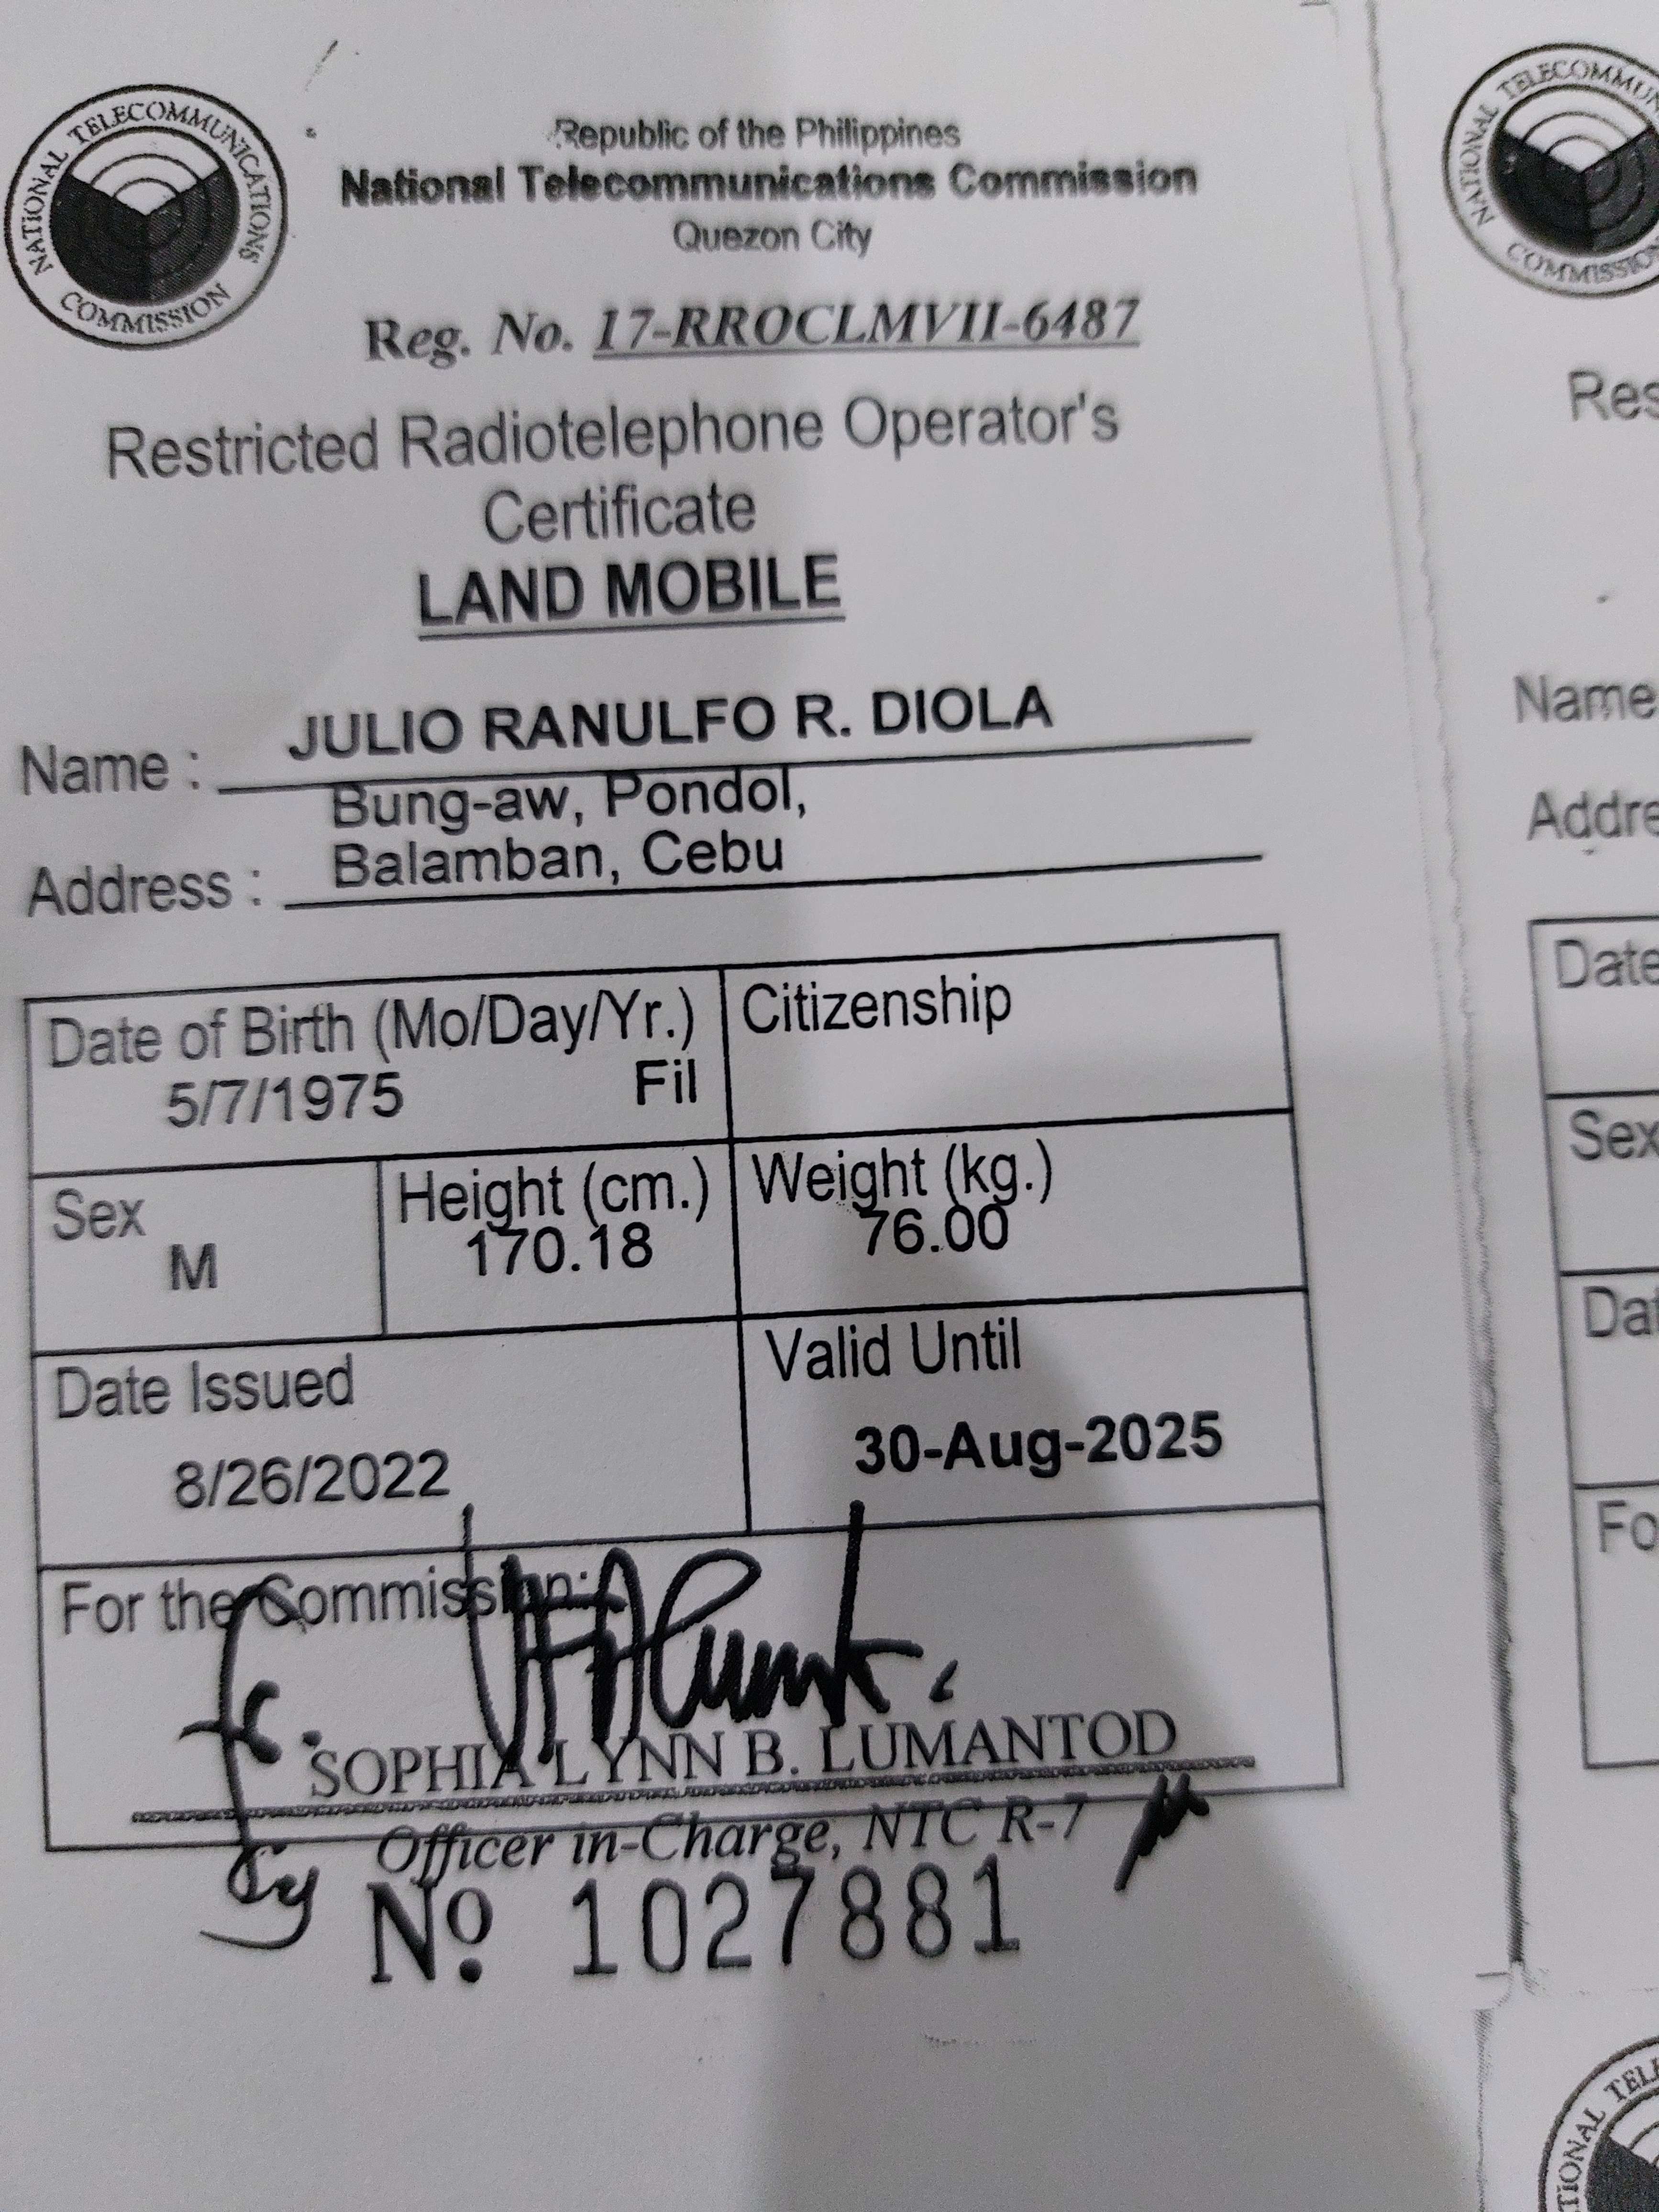 NATIONAL TELECOMMUNICATIONS COMMISSION
Republic of the Philippines
National Telecommunications Commission
Quezon City
Reg. No. 17-RROCLMVII-6487
Restricted Radiotelephone Operator's
Certificate
LAND MOBILE
Name : JULIO RANULFO R. DIOLA
Address : Bung-aw, Pondol,
Balamban, Cebu
Date of Birth (Mo/Day/Yr.) Citizenship
5/7/1975 Fil
Sex Height (cm.) Weight (kg.)
M 170.18 76.00
Date Issued Valid Until
8/26/2022 30-Aug-2025
For the Commission:
SOPHIA LYNN B. LUMANTOD
Officer in-Charge, NTC R-7
Nº 1027881
NATIONAL TELECOMMUN
COMMISSIO
Res
Name
Addre
Date
Sex
Dat
Fo
TIONAL TELE